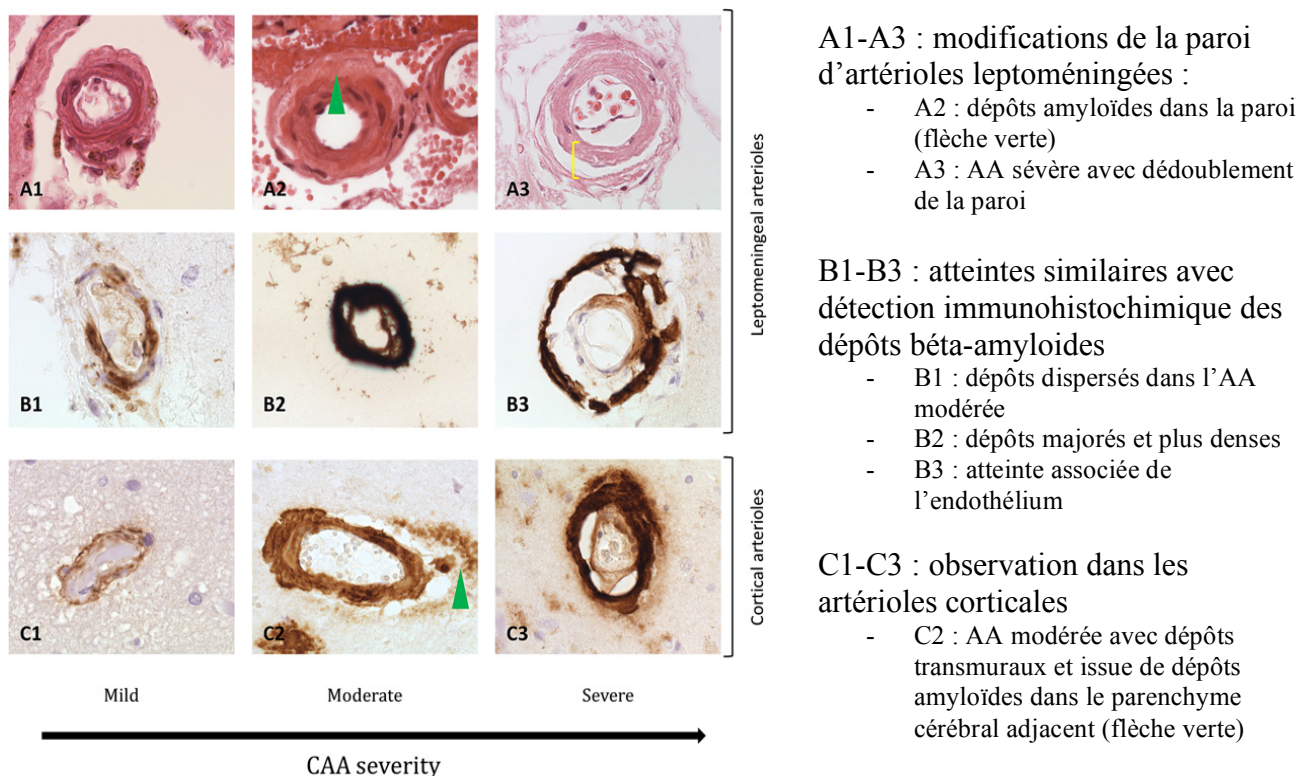 A1
A2
A3
B1
B2
B3
C1
C2
C3
Leptomeningeal arterioles
Cortical arterioles
Mild
Moderate
Severe
CAA severity
A1-A3 : modifications de la paroi
d’artérioles leptoméningées :
- A2 : dépôts amyloïdes dans la paroi
(flèche verte)
- A3 : AA sévère avec dédoublement
de la paroi
B1-B3 : atteintes similaires avec
détection immunohistochimique des
dépôts béta-amyloides
- B1 : dépôts dispersés dans l’AA
modérée
- B2 : dépôts majorés et plus denses
- B3 : atteinte associée de
l’endothélium
C1-C3 : observation dans les
artérioles corticales
- C2 : AA modérée avec dépôts
transmuraux et issue de dépôts
amyloïdes dans le parenchyme
cérébral adjacent (flèche verte)